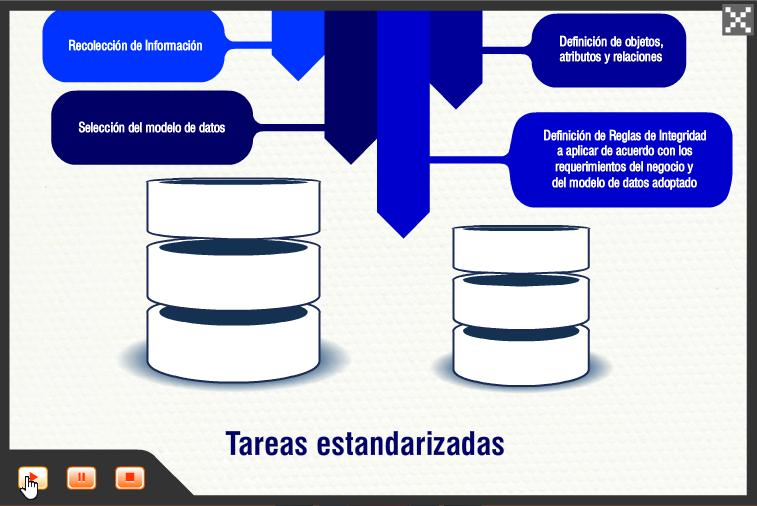 Recolección de Información
Definición de objetos,
atributos y relaciones
Selección del modelo de datos
Definición de Reglas de Integridad
a aplicar de acuerdo con los
requerimientos del negocio y
del modelo de datos adoptado
Tareas estandarizadas